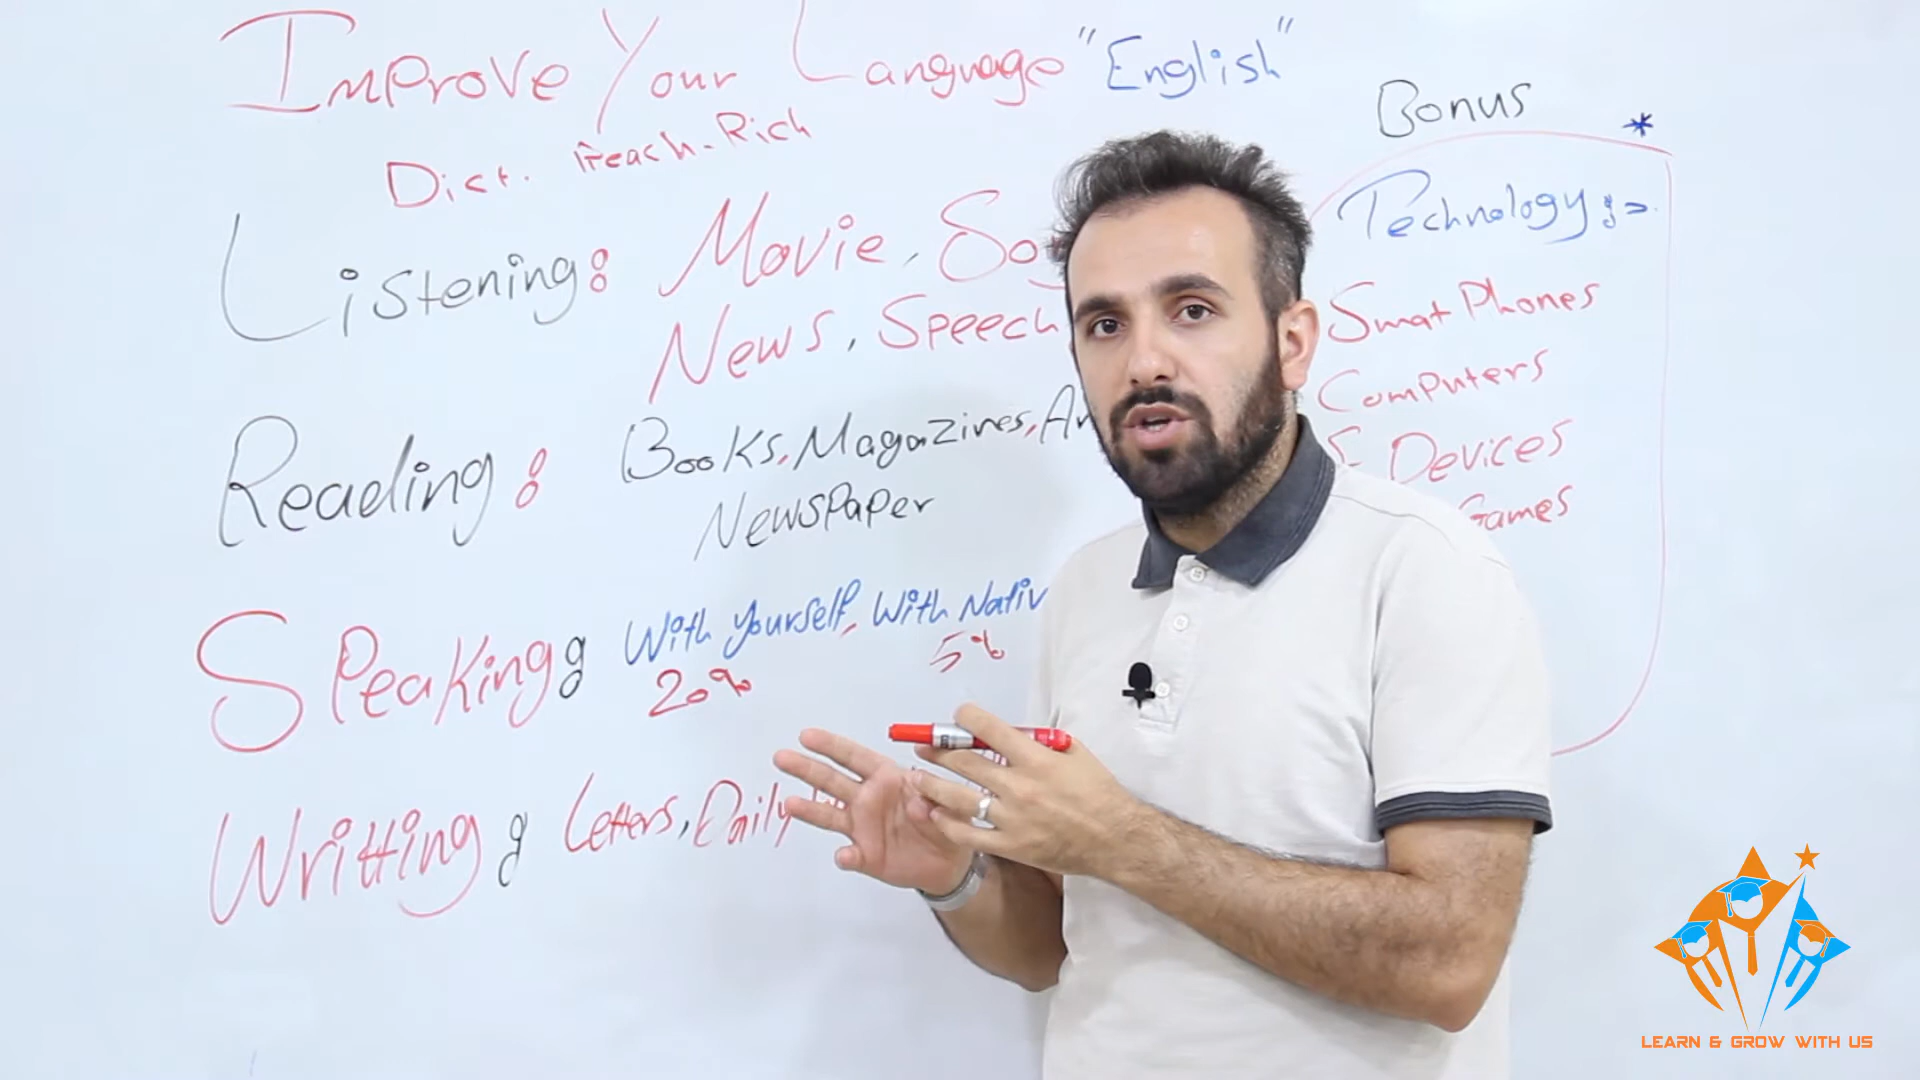 Improve Your Language "English"
Dict. Preach - Rich
Listening: Movie, So
News, Speech
Reading: Books, Magazines, Ar
Newspaper
Speaking: With Yourself, With Nativ
20% 5%
Writting: Letters, Daily
Bonus
*
Technology:
Smat Phones
Computers
S- Devices
Games
LEARN & GROW WITH US